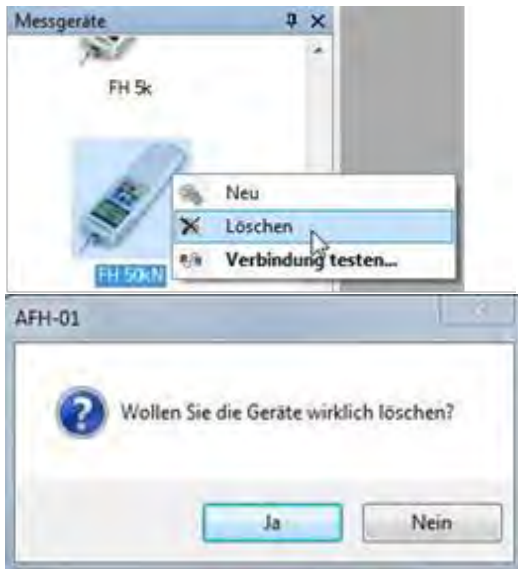 Messgeräte
FH 5k
Neu
Löschen
Verbindung testen...
FH 50kN
AFH-01
Wollen Sie die Geräte wirklich löschen?
Ja
Nein